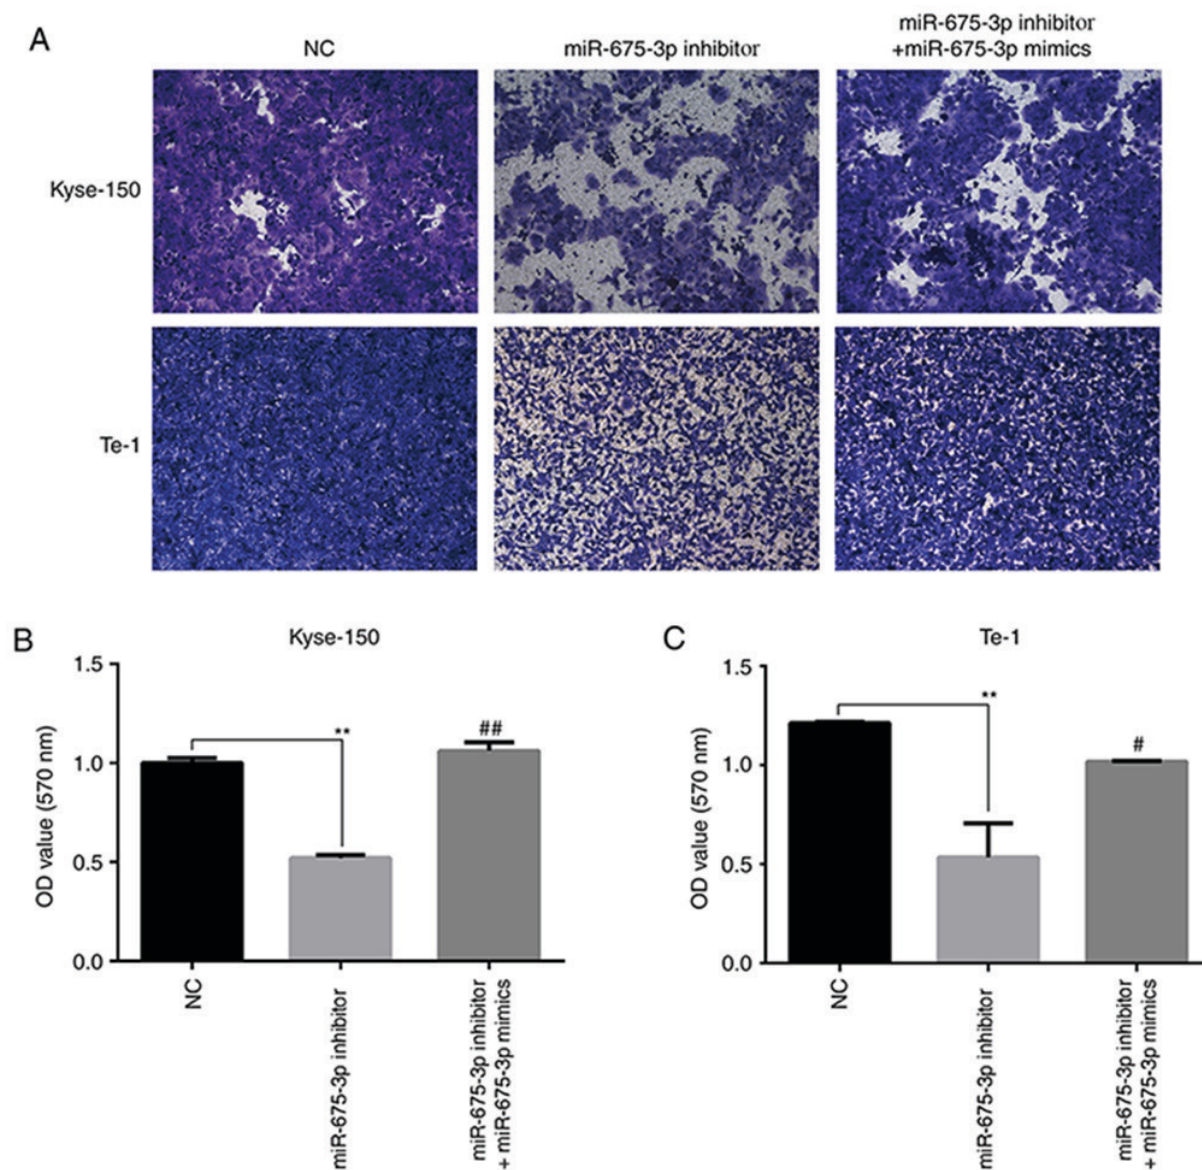 A
NC
miR-675-3p inhibitor
miR-675-3p inhibitor
+miR-675-3p mimics
Kyse-150
Te-1
B
Kyse-150
OD value (570 nm)
1.5
1.0
0.5
0.0
**
##
NC
miR-675-3p inhibitor
miR-675-3p inhibitor
+ miR-675-3p mimics
C
Te-1
OD value (570 nm)
1.5
1.0
0.5
0.0
**
#
NC
miR-675-3p inhibitor
miR-675-3p inhibitor
+ miR-675-3p mimics